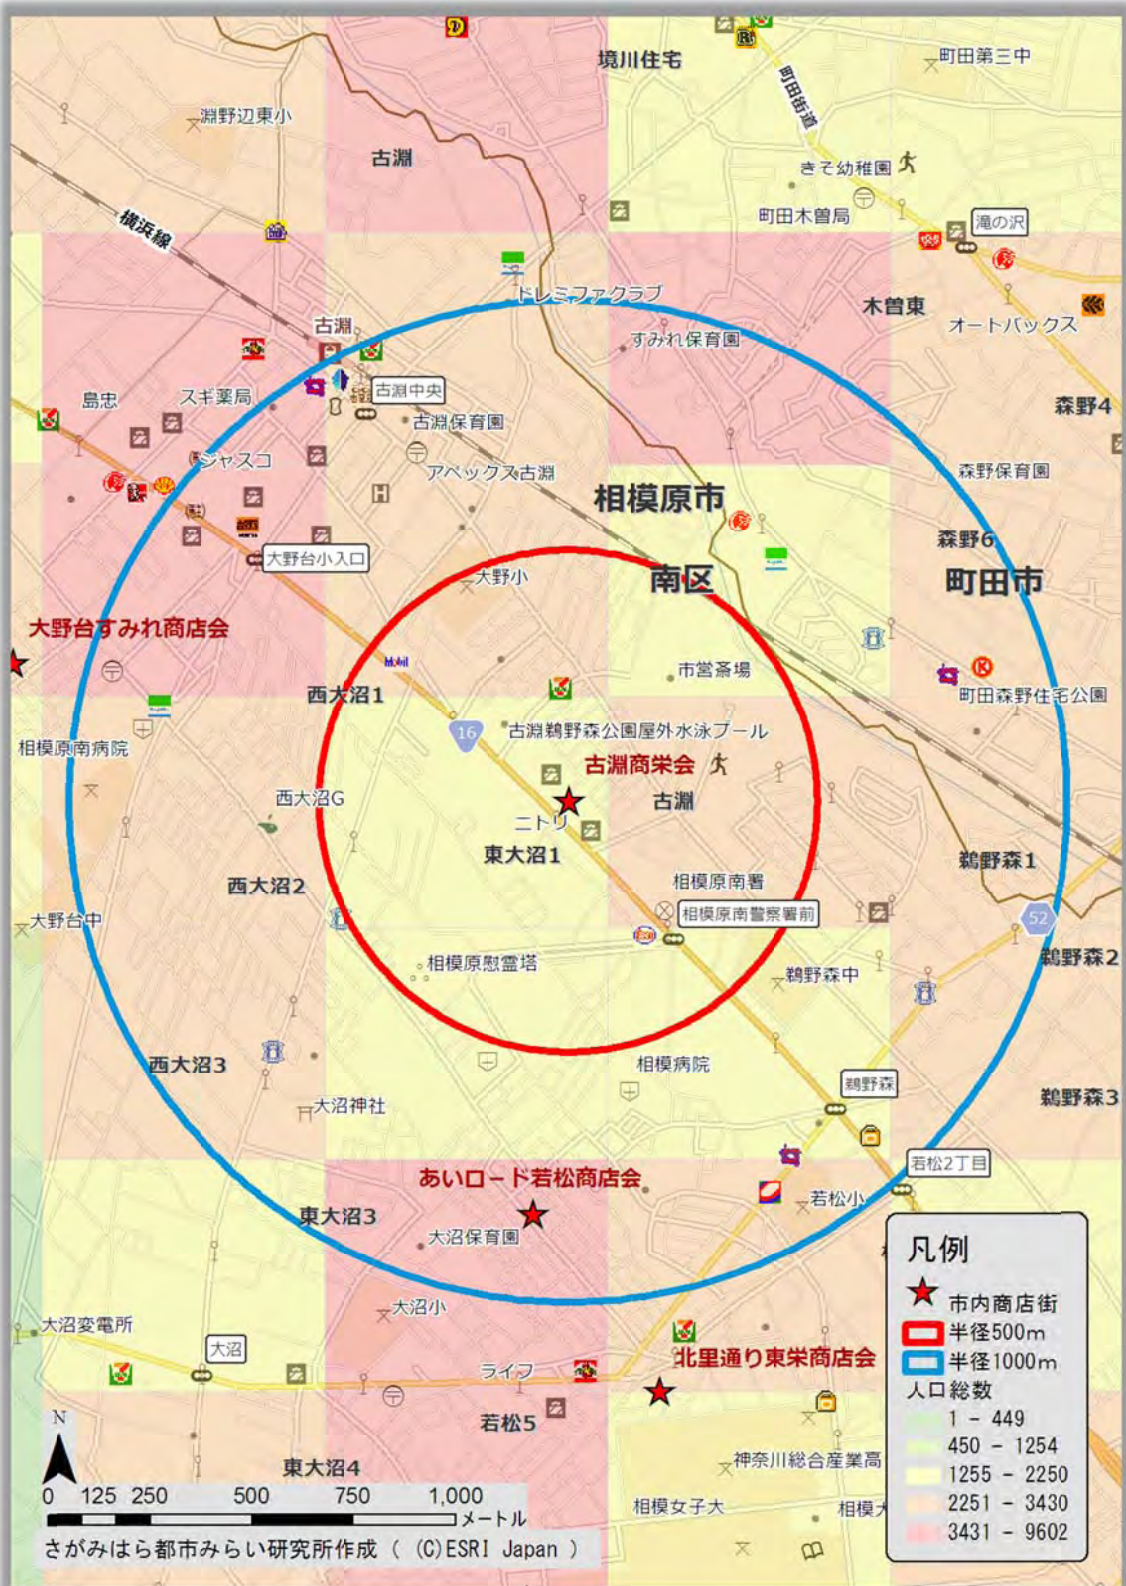 境川住宅
町田第三中
町田街道
淵野辺東小
古淵
きそ幼稚園
町田木曽局
滝の沢
横浜線
ドレミファクラブ
木曽東
オートバックス
古淵
すみれ保育園
島忠
スギ薬局
古淵中央
古淵保育園
森野4
ジャスコ
アベックス古淵
森野保育園
相模原市
森野6
大野台小入口
大野小
南区
町田市
大野台すみれ商店会
Mobil
市営斎場
西大沼1
町田森野住宅公園
16
古淵鵜野森公園屋外水泳プール
相模原南病院
古淵商栄会
西大沼G
古淵
ニトリ
東大沼1
鵜野森1
西大沼2
相模原南署
相模原南警察署前
大野台中
52
鵜野森2
相模原慰霊塔
鵜野森中
西大沼3
相模病院
鵜野森
鵜野森3
大沼神社
若松2丁目
あいロード若松商店会
若松小
東大沼3
大沼保育園
大沼小
大沼変電所
大沼
ライフ
北里通り東栄商店会
若松5
東大沼4
神奈川総合産業高
相模女子大
相模大
凡例
市内商店街
半径500m
半径1000m
人口総数
1 - 449
450 - 1254
1255 - 2250
2251 - 3430
3431 - 9602
N
0 125 250 500 750 1,000
メートル
さがみはら都市みらい研究所作成 ( (C)ESRI Japan )